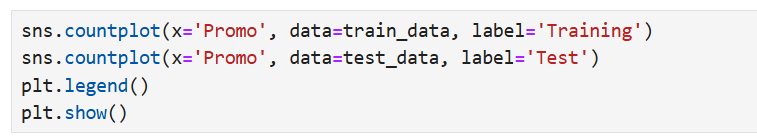 sns.countplot(x='Promo', data=train_data, label='Training')
sns.countplot(x='Promo', data=test_data, label='Test')
plt.legend()
plt.show()